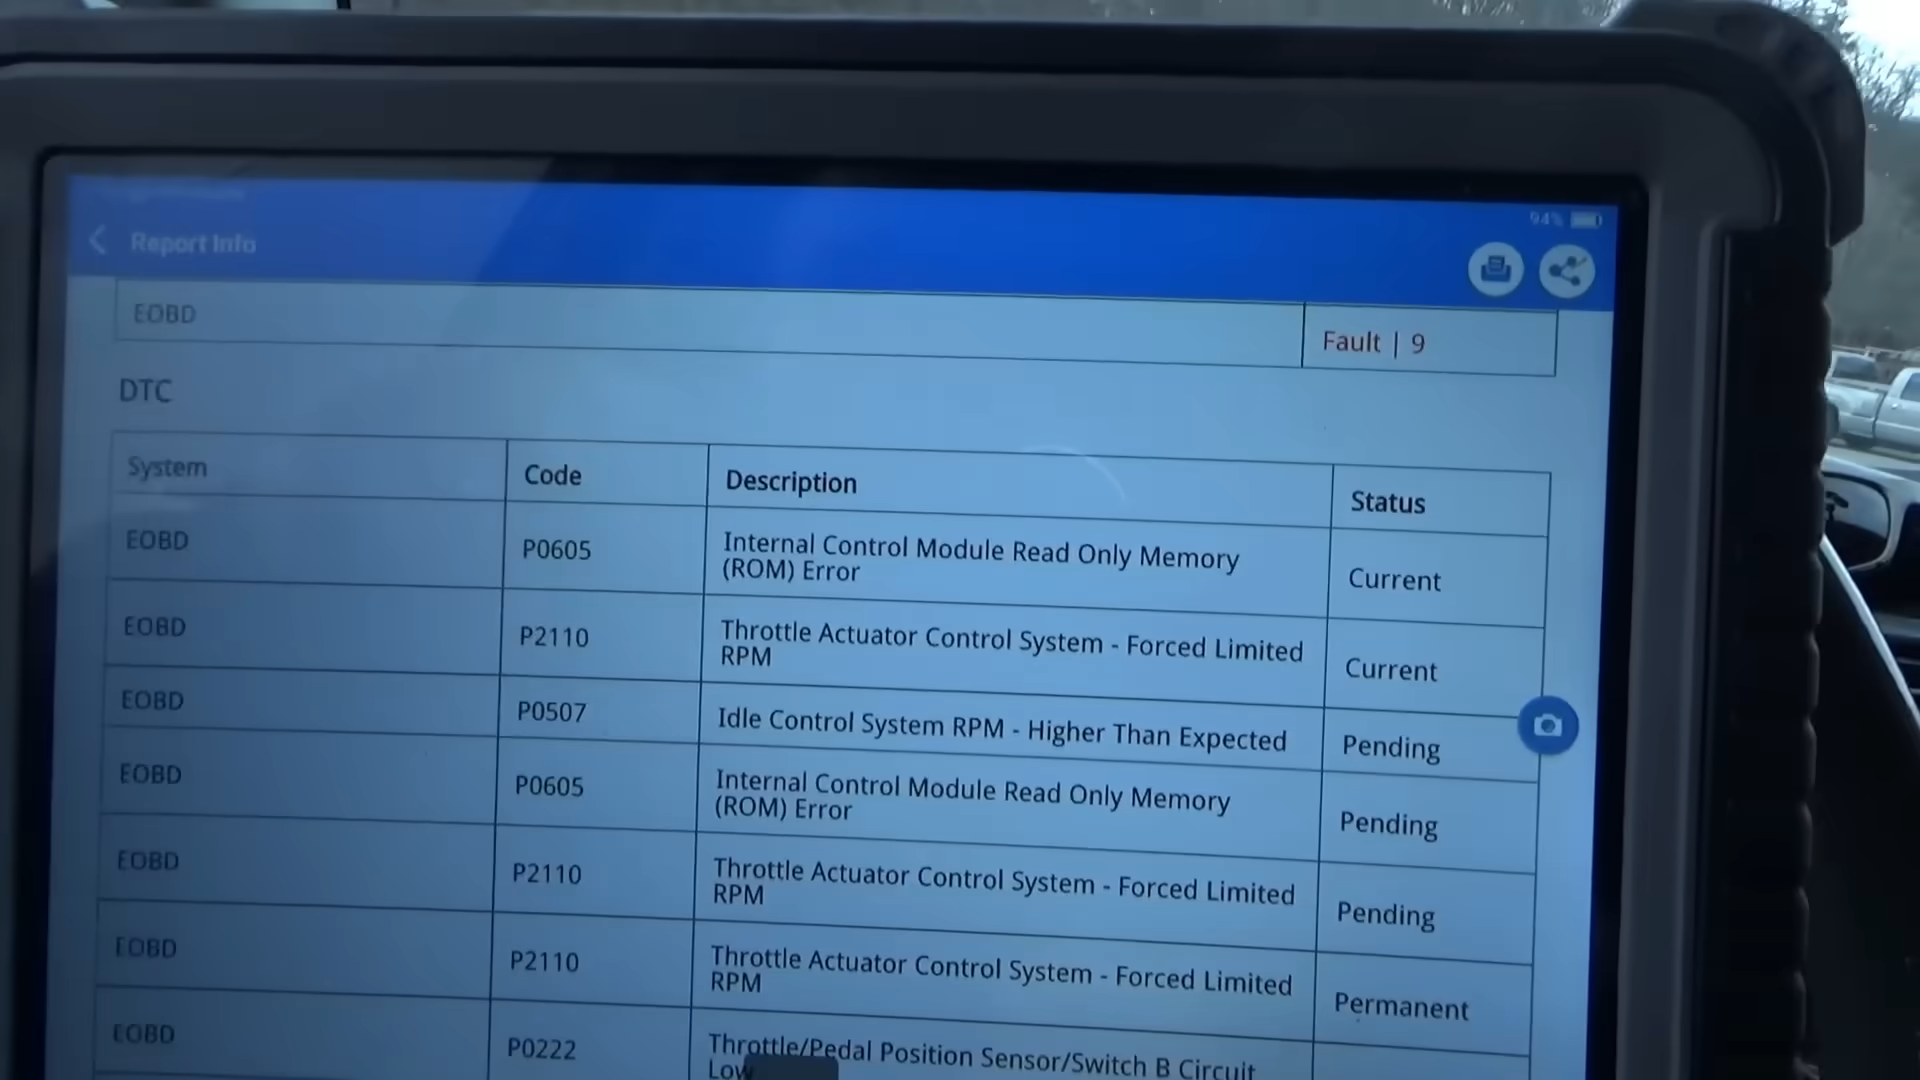 94%
Report Info
EOBD Fault | 9
DTC
System Code Description Status
EOBD P0605 Internal Control Module Read Only Memory
(ROM) Error Current
EOBD P2110 Throttle Actuator Control System - Forced Limited
RPM Current
EOBD P0507 Idle Control System RPM - Higher Than Expected Pending
EOBD P0605 Internal Control Module Read Only Memory
(ROM) Error Pending
EOBD P2110 Throttle Actuator Control System - Forced Limited
RPM Pending
EOBD P2110 Throttle Actuator Control System - Forced Limited
RPM Permanent
EOBD P0222 Throttle/Pedal Position Sensor/Switch B Circuit
Low